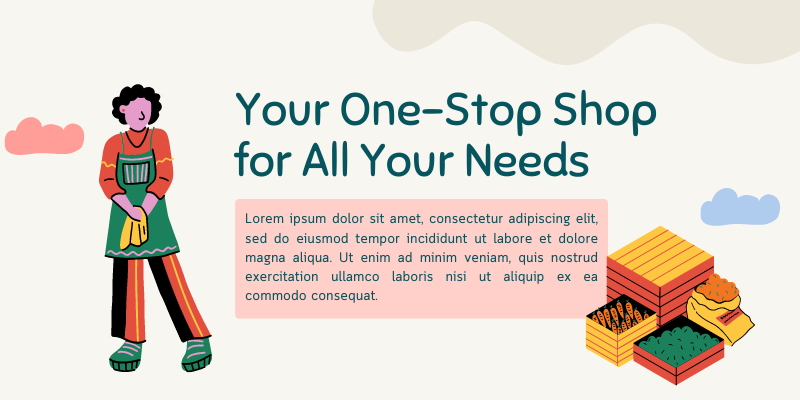 Your One-Stop Shop
for All Your Needs
Lorem ipsum dolor sit amet, consectetur adipiscing elit,
sed do eiusmod tempor incididunt ut labore et dolore
magna aliqua. Ut enim ad minim veniam, quis nostrud
exercitation ullamco laboris nisi ut aliquip ex ea
commodo consequat.